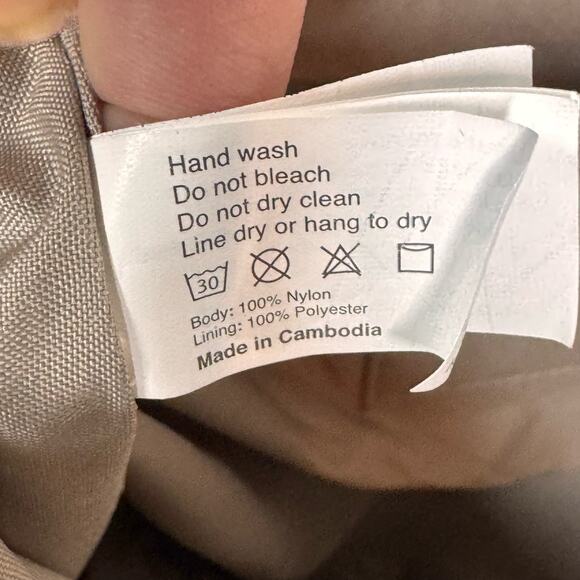 Hand wash
Do not bleach
Do not dry clean
Line dry or hang to dry
30
Body: 100% Nylon
Lining: 100% Polyester
Made in Cambodia